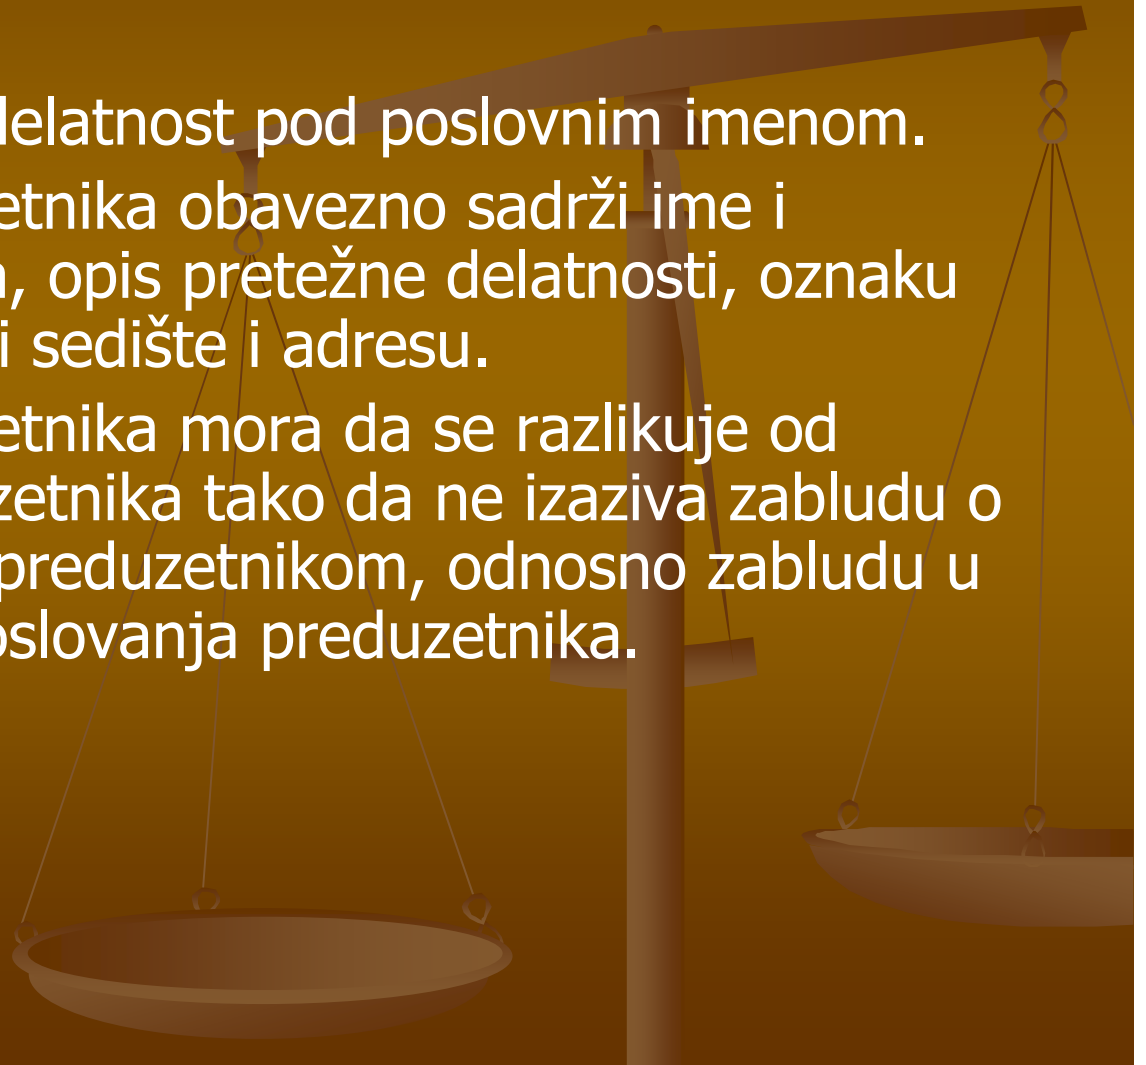 delatnost pod poslovnim imenom.
etnika obavezno sadrži ime i
, opis pretežne delatnosti, oznaku
i sedište i adresu.
etnika mora da se razlikuje od
zetnika tako da ne izaziva zabludu o
preduzetnikom, odnosno zabludu u
oslovanja preduzetnika.